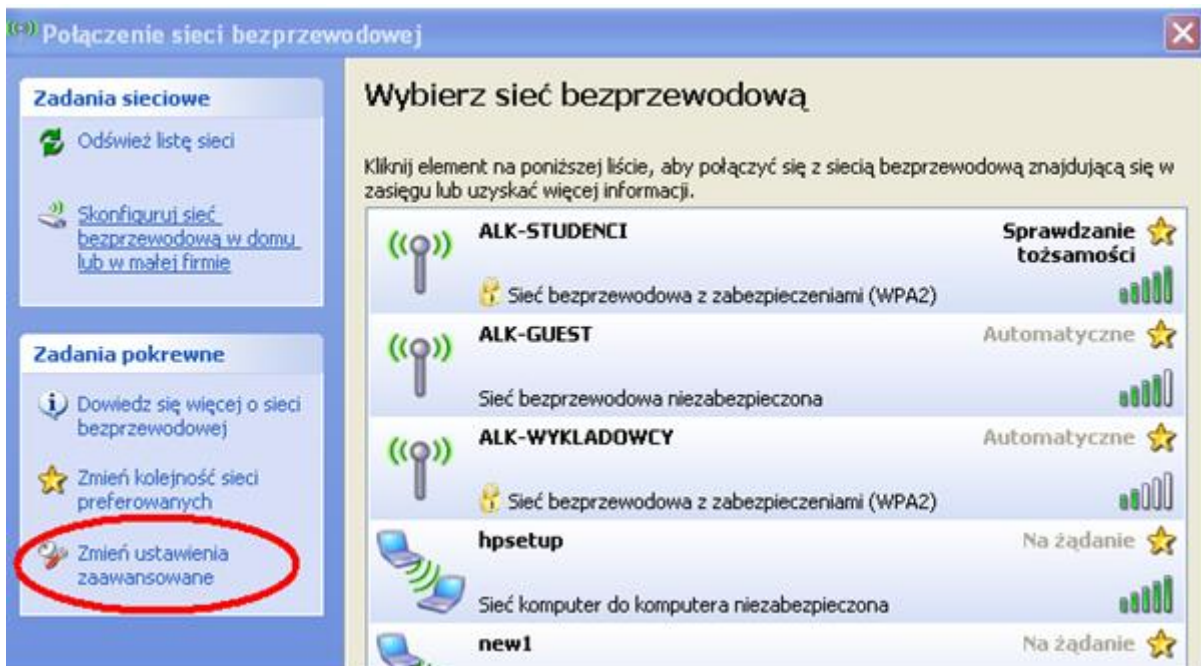 Połączenie sieci bezprzewodowej
Zadania sieciowe
Odśwież listę sieci
Skonfiguruj sieć
bezprzewodową w domu
lub w małej firmie
Zadania pokrewne
Dowiedz się więcej o sieci
bezprzewodowej
Zmień kolejność sieci
preferowanych
Zmień ustawienia
zaawansowane
Wybierz sieć bezprzewodową
Kliknij element na poniższej liście, aby połączyć się z siecią bezprzewodową znajdującą się w
zasięgu lub uzyskać więcej informacji.
ALK-STUDENCI
Sprawdzanie
tożsamości
Sieć bezprzewodowa z zabezpieczeniami (WPA2)
ALK-GUEST
Automatyczne
Sieć bezprzewodowa niezabezpieczona
ALK-WYKLADOWCY
Automatyczne
Sieć bezprzewodowa z zabezpieczeniami (WPA2)
hpsetup
Na żądanie
Sieć komputer do komputera niezabezpieczona
new1
Na żądanie